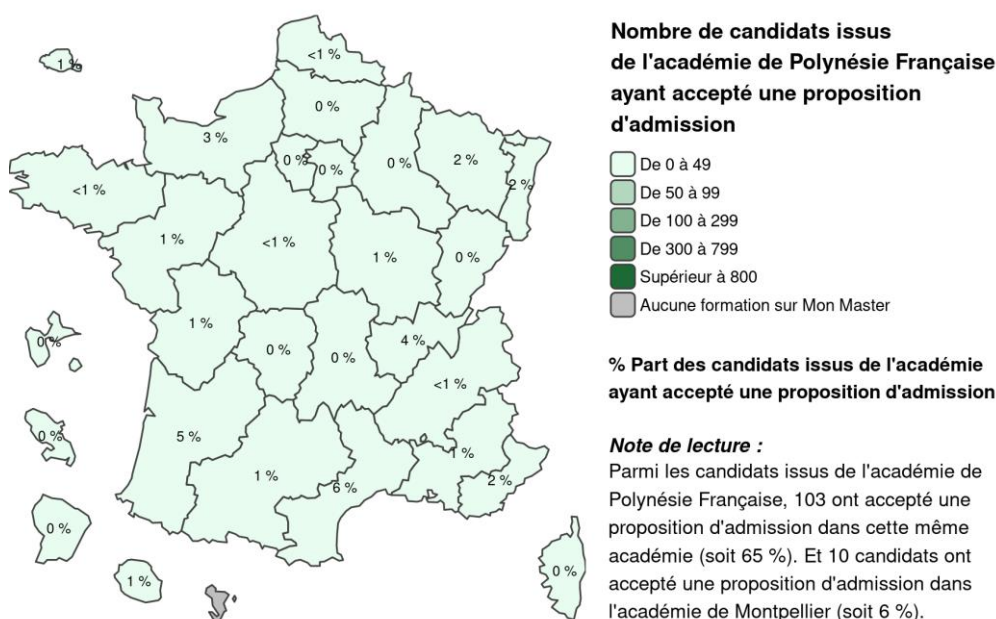 Nombre de candidats issus
de l'académie de Polynésie Française
ayant accepté une proposition
d'admission
De 0 à 49
De 50 à 99
De 100 à 299
De 300 à 799
Supérieur à 800
Aucune formation sur Mon Master
% Part des candidats issus de l'académie
ayant accepté une proposition d'admission
Note de lecture :
Parmi les candidats issus de l'académie de
Polynésie Française, 103 ont accepté une
proposition d'admission dans cette même
académie (soit 65 %). Et 10 candidats ont
accepté une proposition d'admission dans
l'académie de Montpellier (soit 6 %).
<1 %
1 %
0 %
3 %
0 %
0 %
0 %
2 %
2 %
<1 %
1 %
<1 %
1 %
0 %
1 %
0 %
0 %
4 %
0 %
<1 %
5 %
0 %
1 %
1 %
6 %
2 %
0 %
1 %
0 %